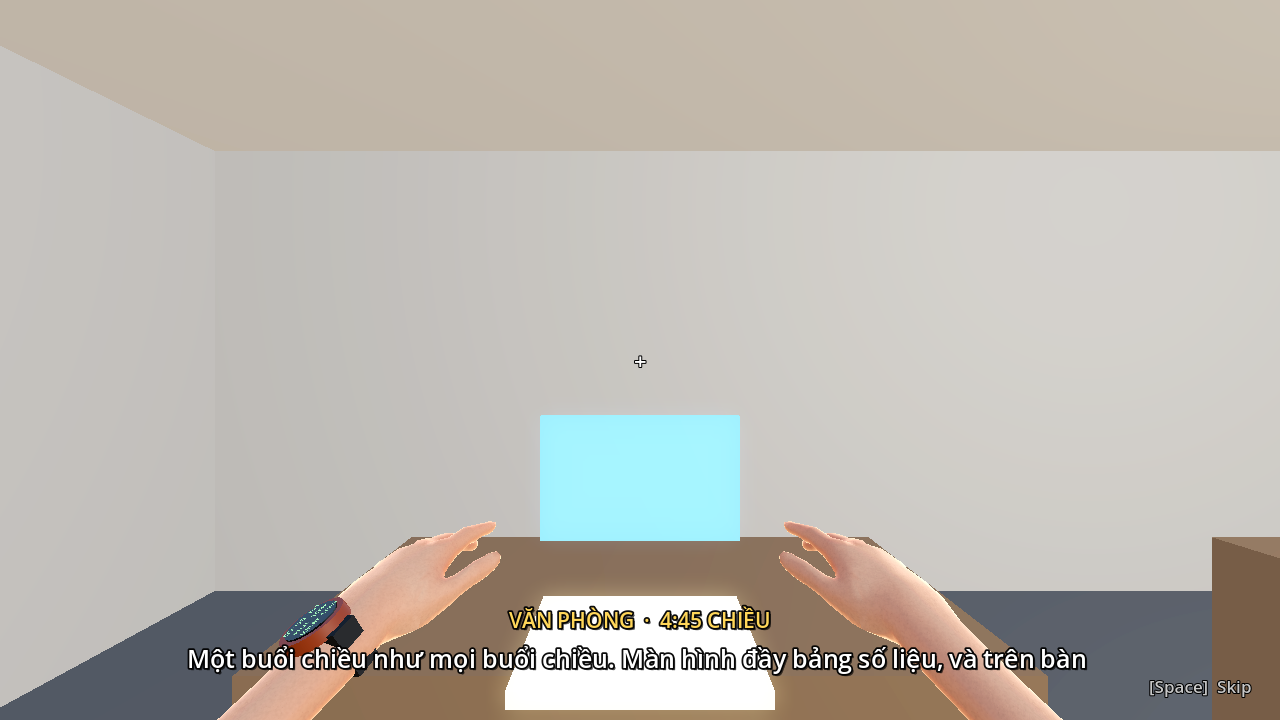 VĂN PHÒNG · 4:45 CHIỀU
Một buổi chiều như mọi buổi chiều. Màn hình đầy bảng số liệu, và trên bàn
[Space] Skip